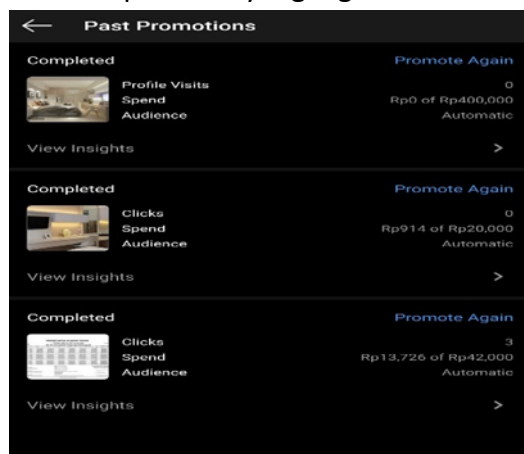 Past Promotions
Completed Promote Again
Profile Visits 0
Spend Rp0 of Rp400,000
Audience Automatic
View Insights >
Completed Promote Again
Clicks 0
Spend Rp914 of Rp20,000
Audience Automatic
View Insights >
Completed Promote Again
Clicks 3
Spend Rp13,726 of Rp42,000
Audience Automatic
View Insights >